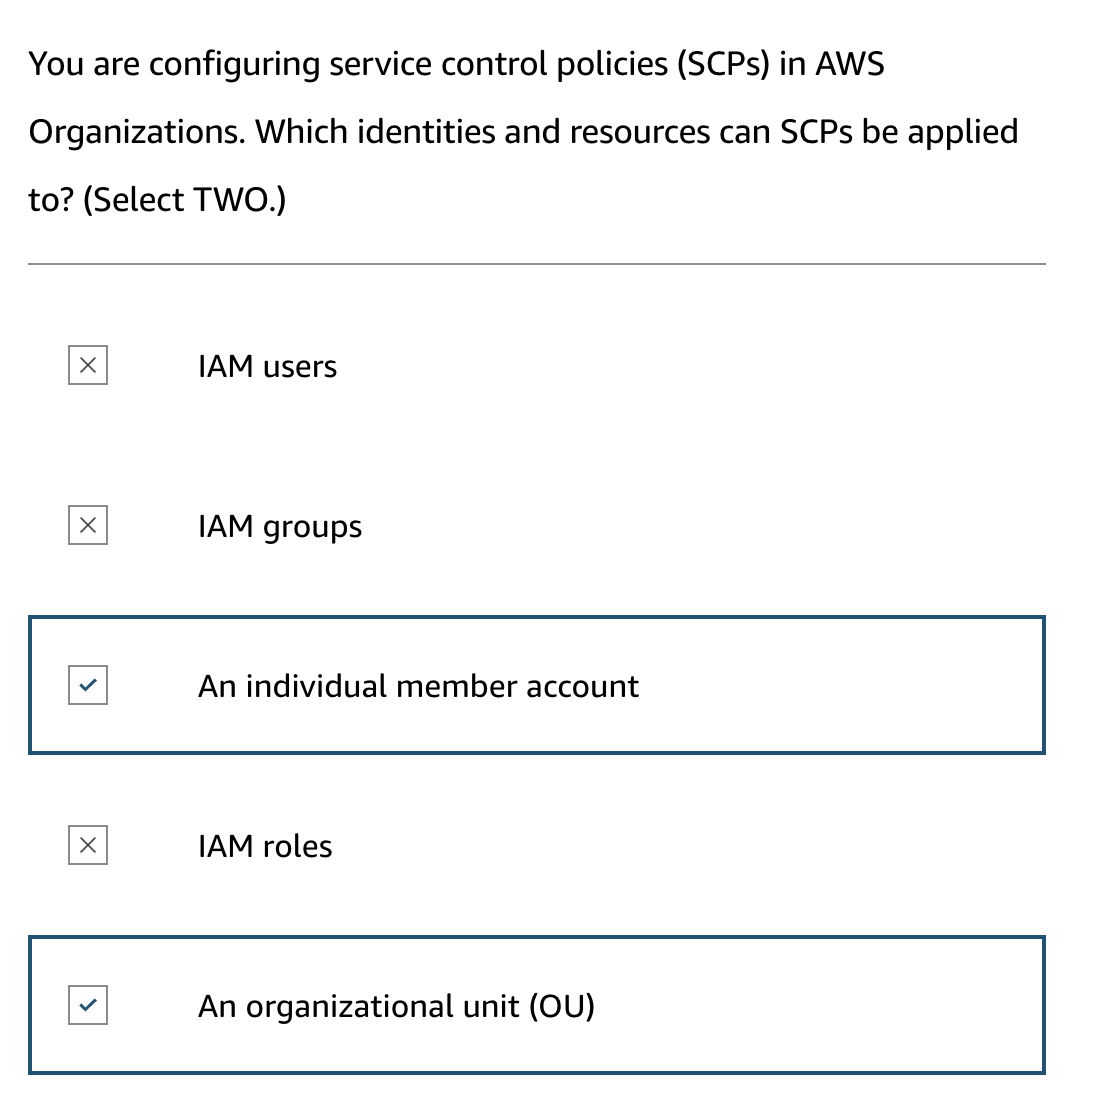 You are configuring service control policies (SCPs) in AWS
Organizations. Which identities and resources can SCPs be applied
to? (Select TWO.)
IAM users
IAM groups
An individual member account
IAM roles
An organizational unit (OU)